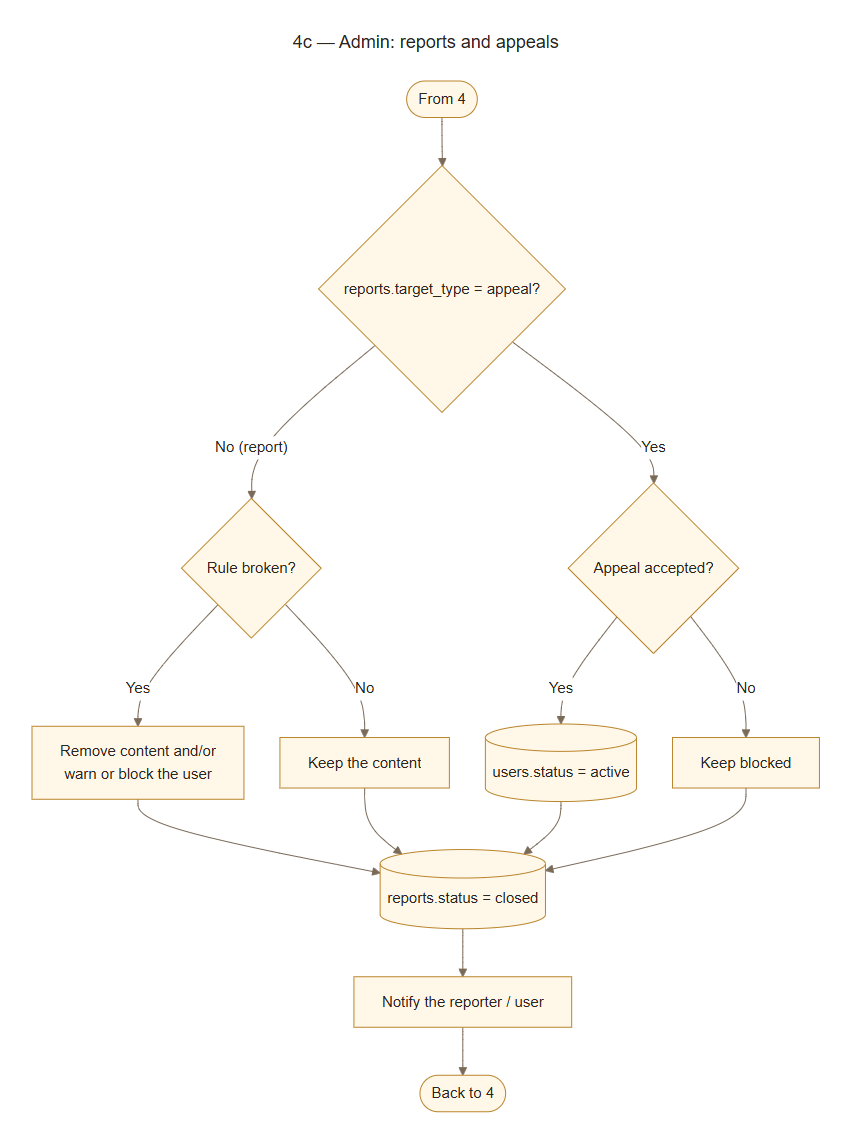 4c — Admin: reports and appeals
From 4
reports.target_type = appeal?
No (report)
Yes
Rule broken?
Appeal accepted?
Yes
No
Yes
No
Remove content and/or
warn or block the user
Keep the content
users.status = active
Keep blocked
reports.status = closed
Notify the reporter / user
Back to 4